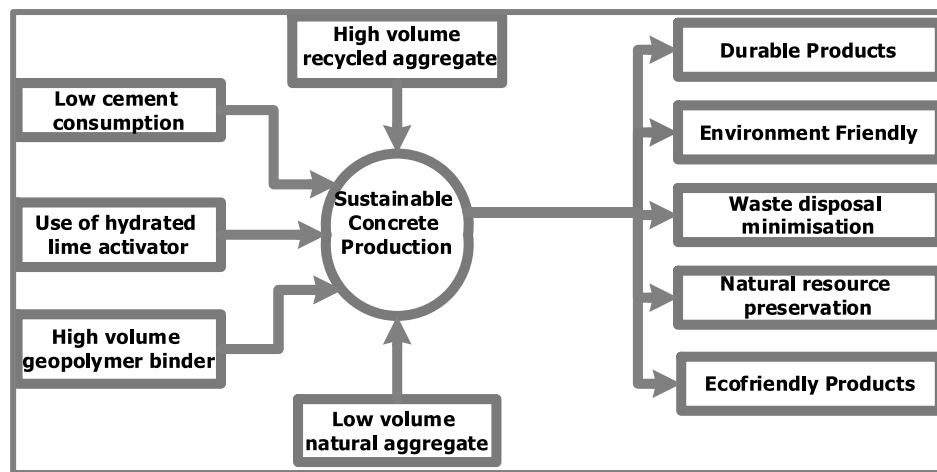 High volume
recycled aggregate
Low cement
consumption
Use of hydrated
lime activator
High volume
geopolymer binder
Low volume
natural aggregate
Sustainable
Concrete
Production
Durable Products
Environment Friendly
Waste disposal
minimisation
Natural resource
preservation
Ecofriendly Products